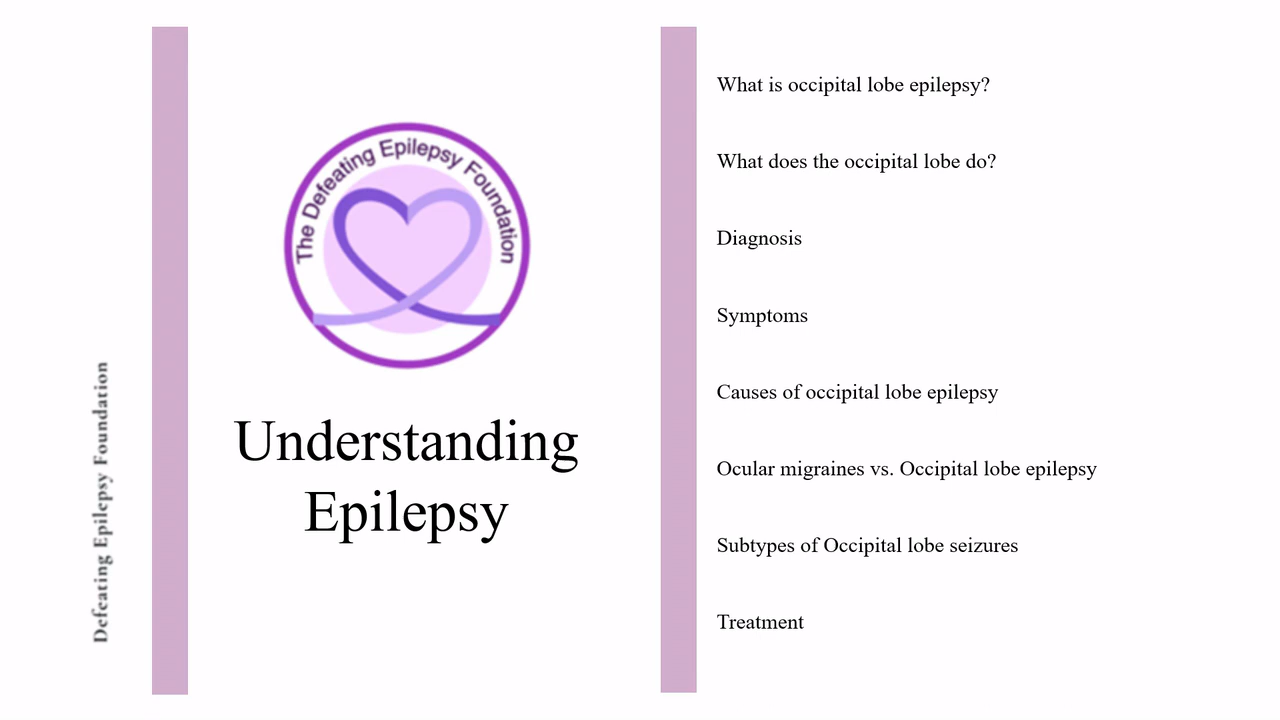 Defeating Epilepsy Foundation
The Defeating Epilepsy Foundation
Understanding
Epilepsy
What is occipital lobe epilepsy?
What does the occipital lobe do?
Diagnosis
Symptoms
Causes of occipital lobe epilepsy
Ocular migraines vs. Occipital lobe epilepsy
Subtypes of Occipital lobe seizures
Treatment